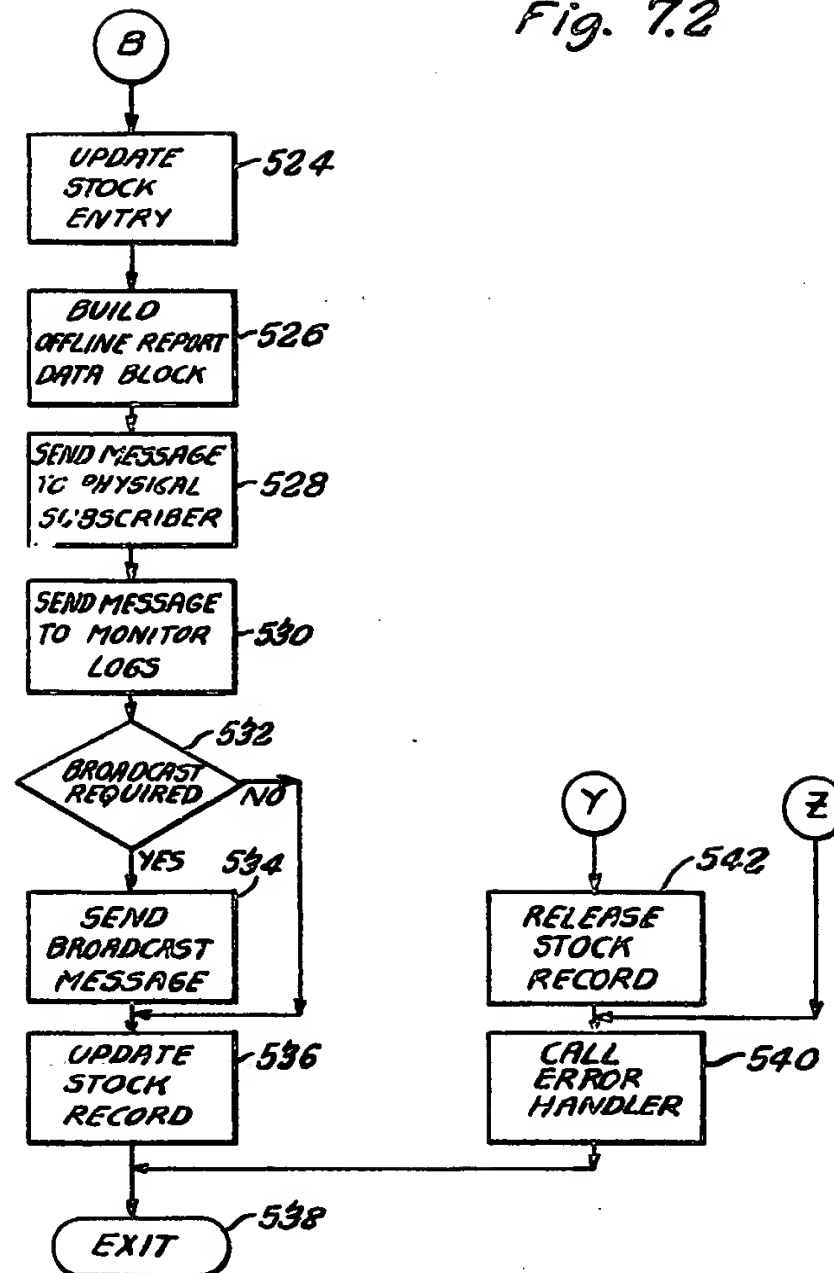 Fig. 7.2
B
UPDATE
STOCK
ENTRY
524
BUILD
OFFLINE REPORT
DATA BLOCK
526
SEND MESSAGE
TO PHYSICAL
SUBSCRIBER
528
SEND MESSAGE
TO MONITOR
LOGS
530
532
BROADCAST
REQUIRED
NO
YES
534
SEND
BROADCAST
MESSAGE
UPDATE
STOCK
RECORD
536
Y
Z
542
RELEASE
STOCK
RECORD
CALL
ERROR
HANDLER
540
EXIT
538